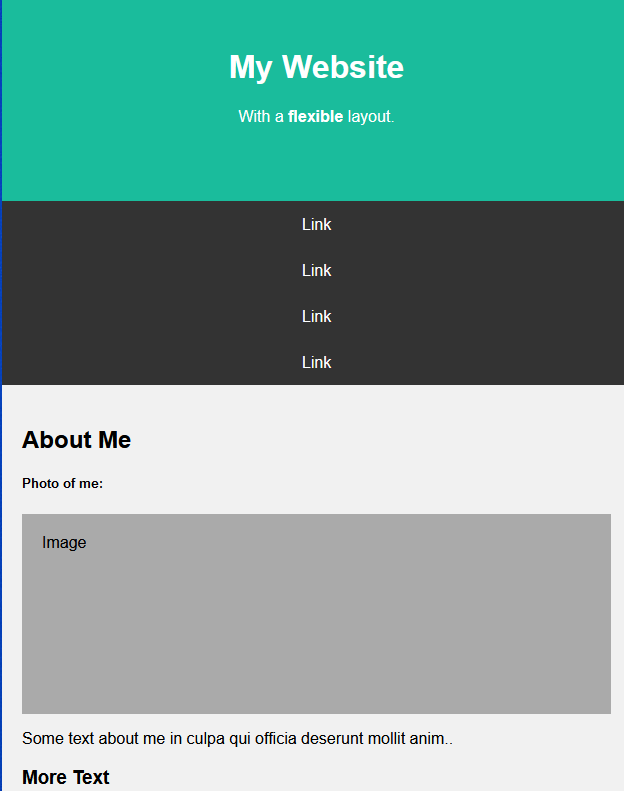 My Website
With a flexible layout.
Link
Link
Link
Link
About Me
Photo of me:
Image
Some text about me in culpa qui officia deserunt mollit anim..
More Text